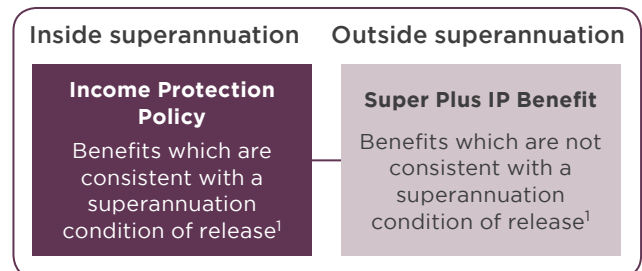 Inside superannuation
Income Protection
Policy
Benefits which are
consistent with a
superannuation
condition of release¹
Outside superannuation
Super Plus IP Benefit
Benefits which are not
consistent with a
superannuation
condition of release¹